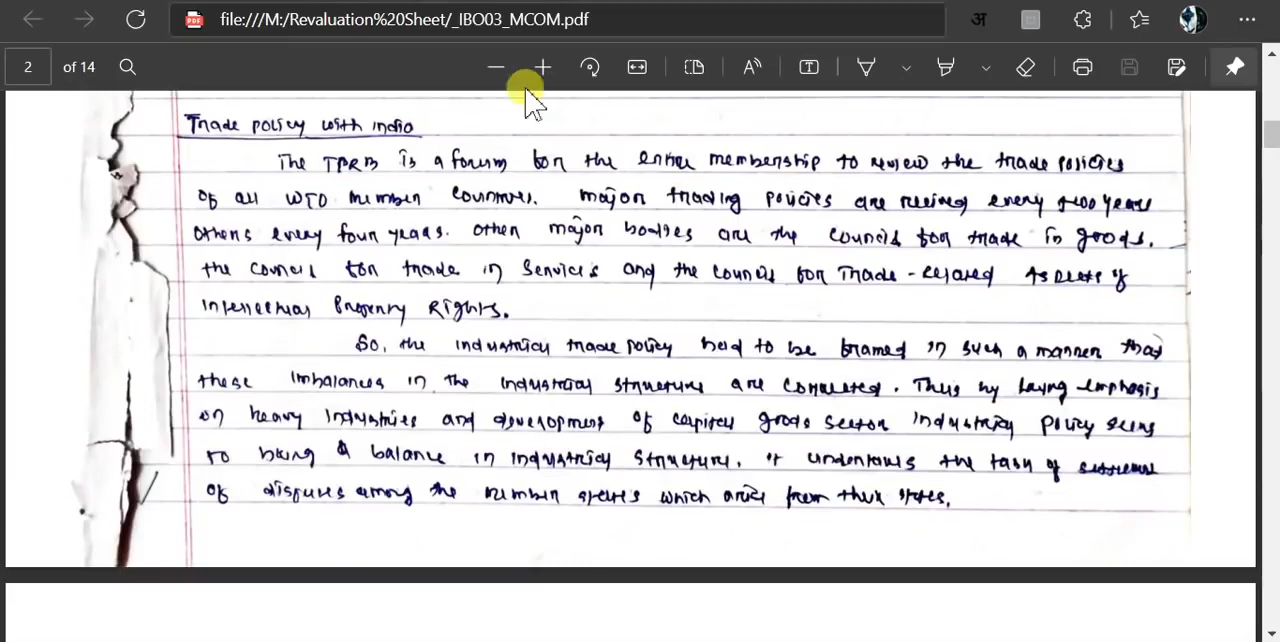 file:///M:/Revaluation%20Sheet/_IBO03_MCOM.pdf
अ
PDF
2 of 14
Trade policy with india
The TPRB is a forum for the entire membership to review the trade policies
of all WTO member countries. major trading policies are every two years
others every four years. other major bodies are the council for trade in goods.
the council for trade in services and the council for Trade - related Aspects of
intellectual Property Rights.
So, the industrial trade policy had to be framed in such a manner that
these imbalances in the industrial structure are corrected. Thus by laying emphasis
on heavy industries and development of capital goods sector industrial policy seeks
to bring a balance in industrial structure. it undertakes the task of
of disputes among the member states which arise from their states.